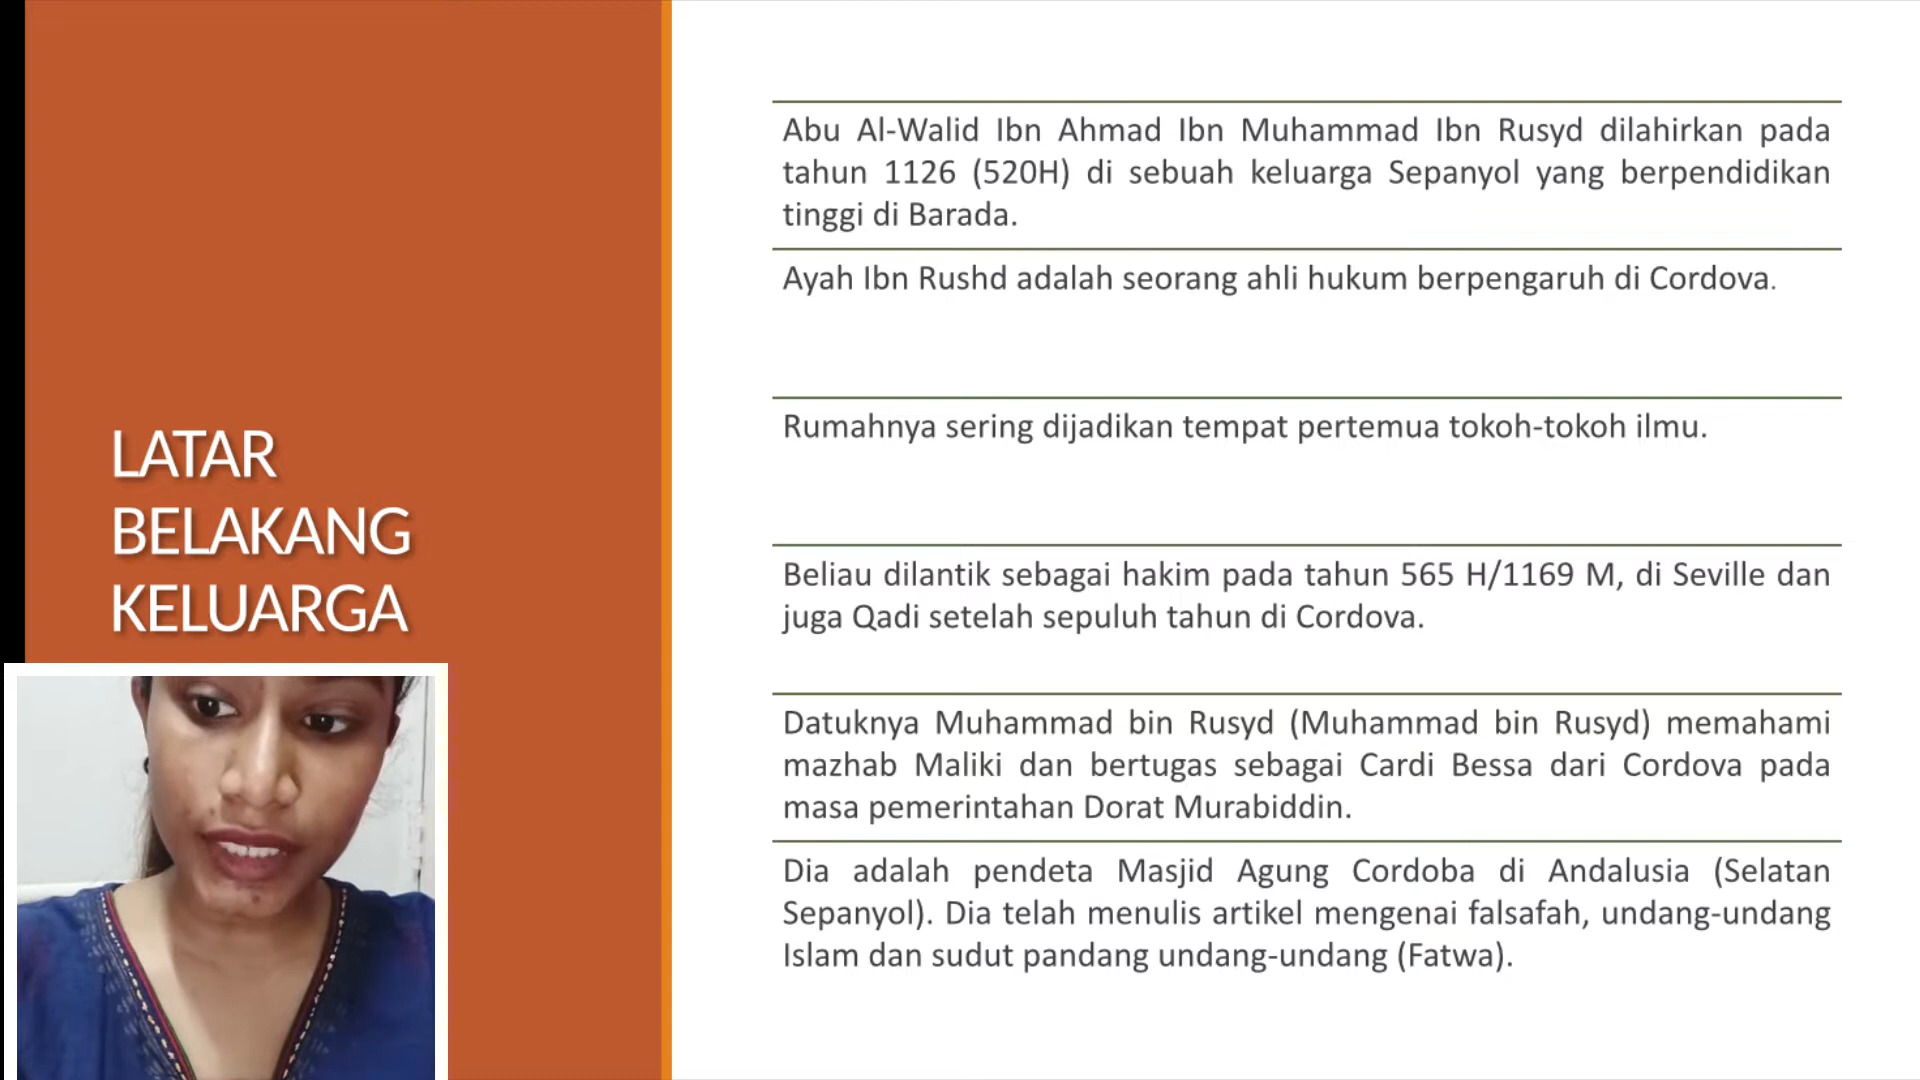 LATAR
BELAKANG
KELUARGA
Abu Al-Walid Ibn Ahmad Ibn Muhammad Ibn Rusyd dilahirkan pada
tahun 1126 (520H) di sebuah keluarga Sepanyol yang berpendidikan
tinggi di Barada.
Ayah Ibn Rushd adalah seorang ahli hukum berpengaruh di Cordova.
Rumahnya sering dijadikan tempat pertemua tokoh-tokoh ilmu.
Beliau dilantik sebagai hakim pada tahun 565 H/1169 M, di Seville dan
juga Qadi setelah sepuluh tahun di Cordova.
Datuknya Muhammad bin Rusyd (Muhammad bin Rusyd) memahami
mazhab Maliki dan bertugas sebagai Cardi Bessa dari Cordova pada
masa pemerintahan Dorat Murabiddin.
Dia adalah pendeta Masjid Agung Cordoba di Andalusia (Selatan
Sepanyol). Dia telah menulis artikel mengenai falsafah, undang-undang
Islam dan sudut pandang undang-undang (Fatwa).